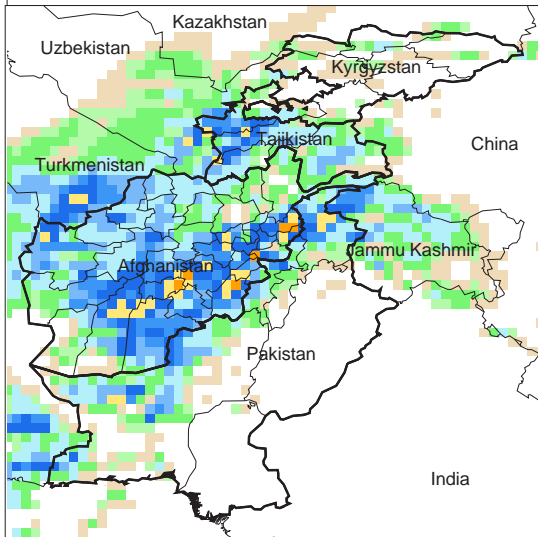 Kazakhstan
Uzbekistan
Kyrgyzstan
Tajikistan
China
Turkmenistan
Jammu Kashmir
Afghanistan
Pakistan
India